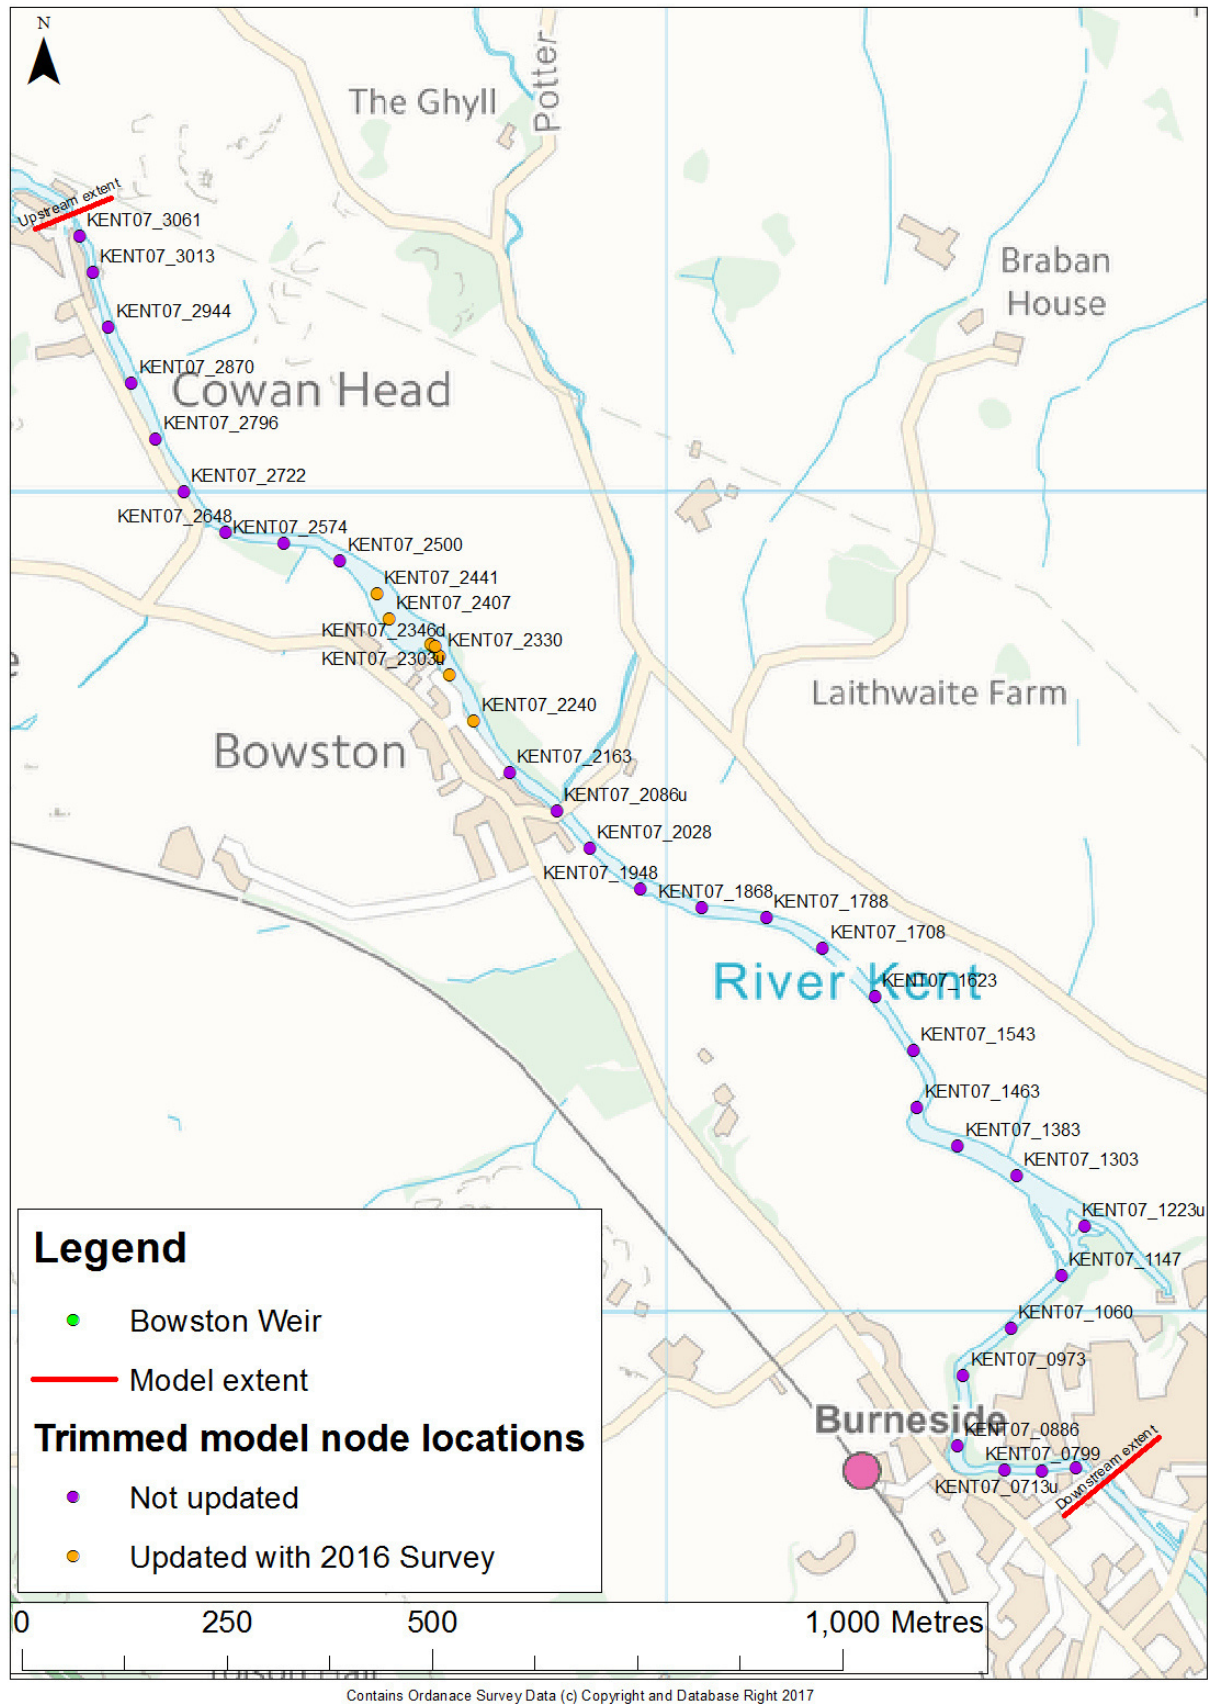 N
The Ghyll
Potter
Upstream extent
KENT07_3061
KENT07_3013
Braban
House
KENT07_2944
KENT07_2870
Cowan Head
KENT07_2796
KENT07_2722
KENT07_2648
KENT07_2574
KENT07_2500
KENT07_2441
KENT07_2407
KENT07_2346d
KENT07_2330
KENT07_2303u
e
Laithwaite Farm
KENT07_2240
Bowston
KENT07_2163
KENT07_2086u
KENT07_2028
KENT07_1948
KENT07_1868
KENT07_1788
KENT07_1708
River Kent
KENT07_1623
KENT07_1543
KENT07_1463
KENT07_1383
KENT07_1303
KENT07_1223u
KENT07_1147
KENT07_1060
KENT07_0973
Burneside
KENT07_0886
KENT07_0799
KENT07_0713u
Downstream extent
Legend
Bowston Weir
Model extent
Trimmed model node locations
Not updated
Updated with 2016 Survey
0 250 500 1,000 Metres
Contains Ordanace Survey Data (c) Copyright and Database Right 2017